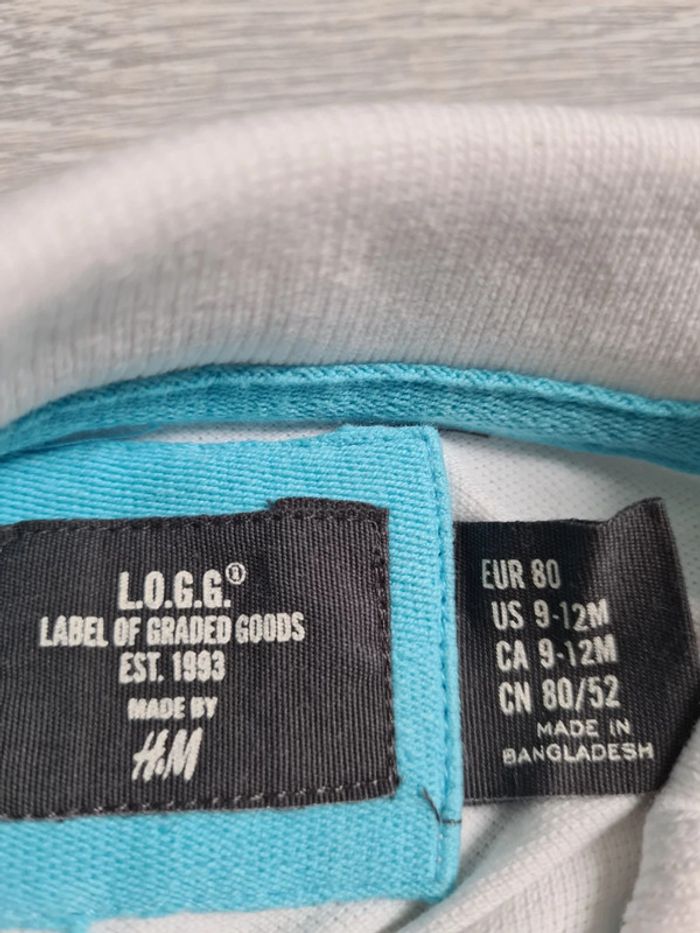 L.O.G.G.®
LABEL OF GRADED GOODS
EST. 1993
MADE BY
H&M
EUR 80
US 9-12M
CA 9-12M
CN 80/52
MADE IN
BANGLADESH